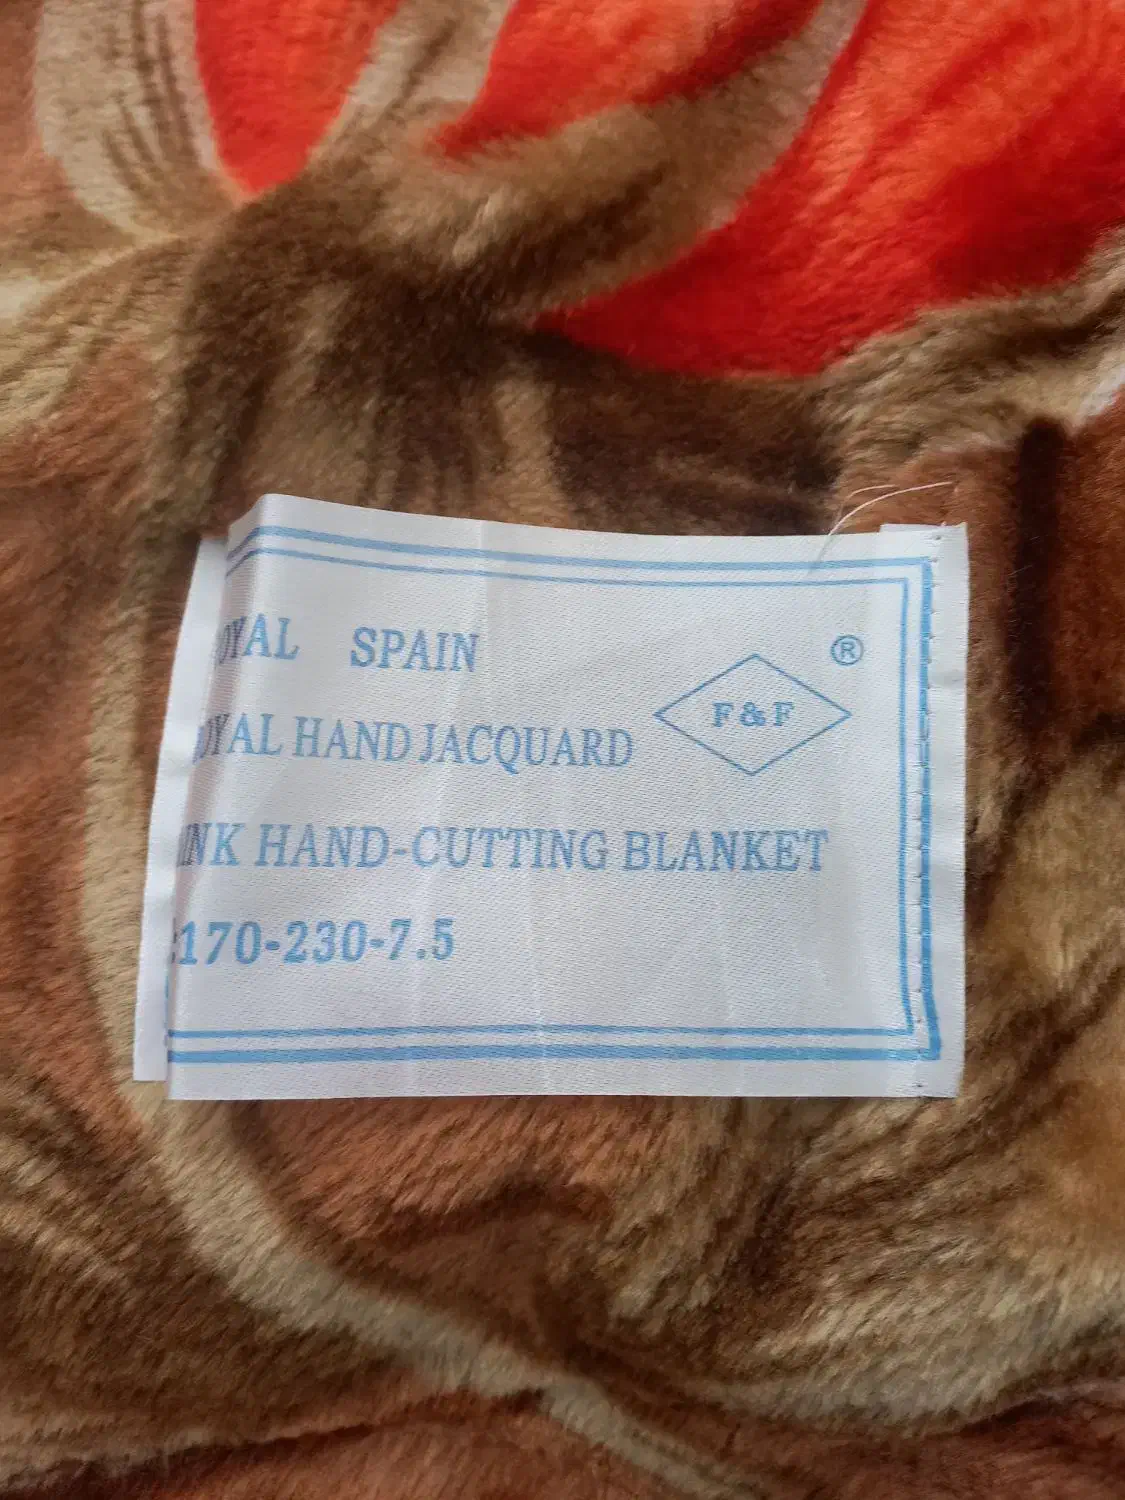 OYAL SPAIN
®
F&F
OYAL HAND JACQUARD
INK HAND-CUTTING BLANKET
:170-230-7.5